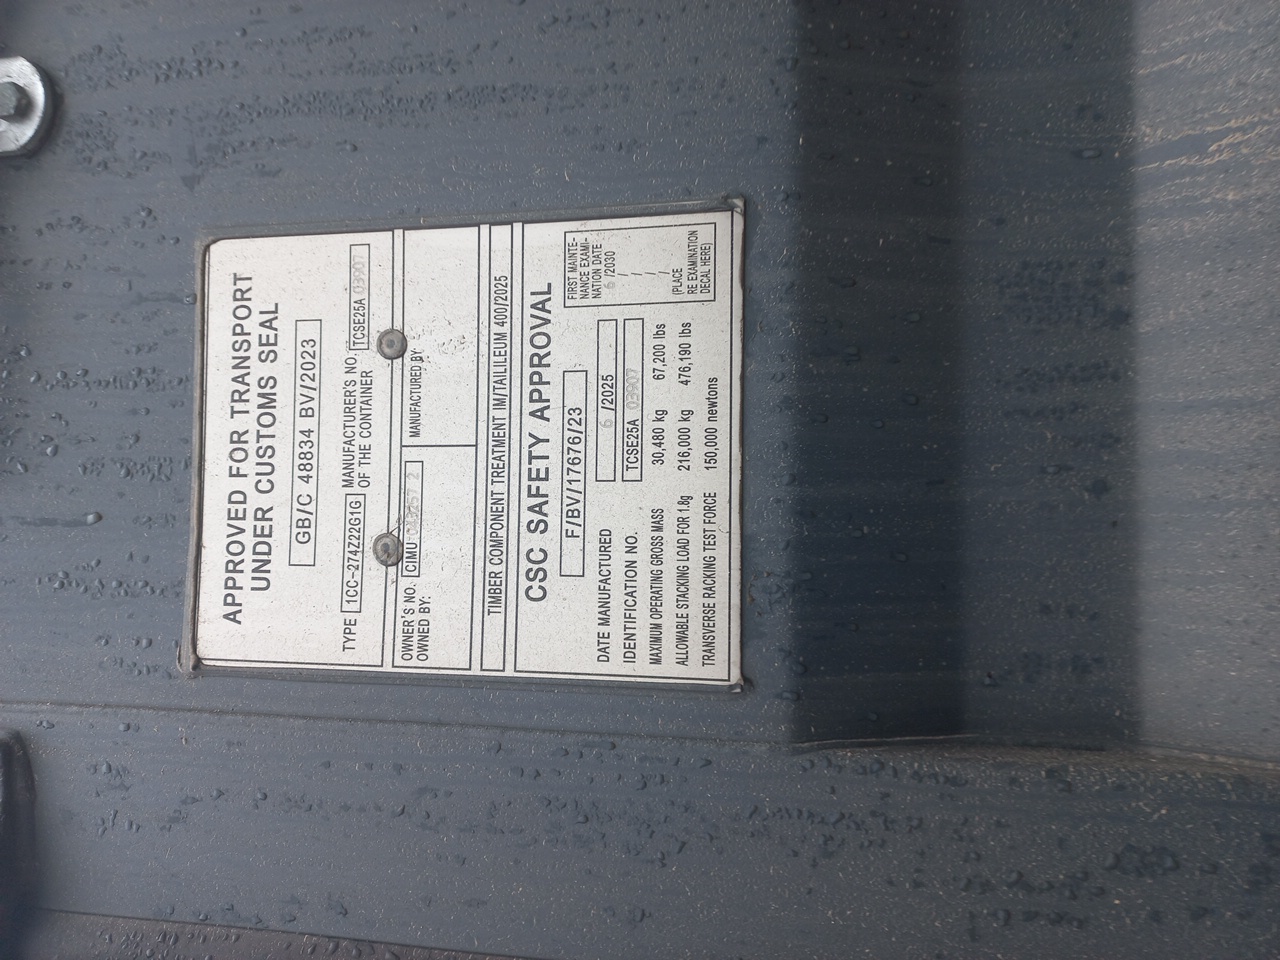 APPROVED FOR TRANSPORT
UNDER CUSTOMS SEAL
GB/C 48834 BV/2023
TYPE 1CC-274Z22G1G MANUFACTURER'S NO. OF THE CONTAINER TCSE25A 03907
OWNER'S NO. CIMU
OWNED BY:
MANUFACTURED BY
TIMBER COMPONENT TREATMENT IM/TAILILEUM 400/2025
CSC SAFETY APPROVAL
F/BV/17676/23
DATE MANUFACTURED 6 /2025
IDENTIFICATION NO. TCSE25A 03907
MAXIMUM OPERATING GROSS MASS 30,480 kg 67,200 lbs
ALLOWABLE STACKING LOAD FOR 1.8g 216,000 kg 476,190 lbs
TRANSVERSE RACKING TEST FORCE 150,000 newtons
FIRST MAINTE-
NANCE EXAMI-
NATION DATE
6 /2030
(PLACE
RE EXAMINATION
DECAL HERE)